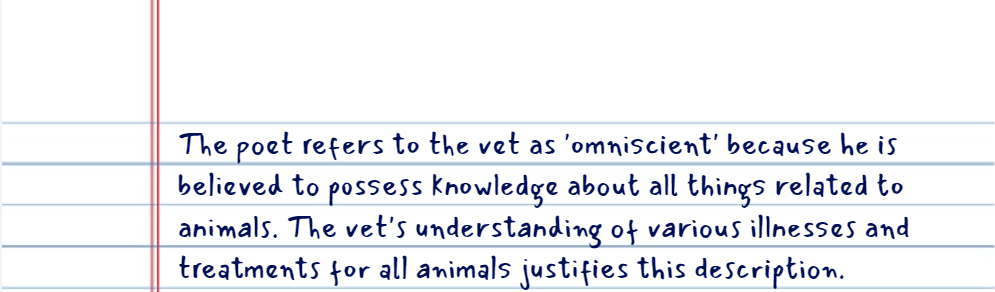 The poet refers to the vet as 'omniscient' because he is
believed to possess knowledge about all things related to
animals. The vet's understanding of various illnesses and
treatments for all animals justifies this description.